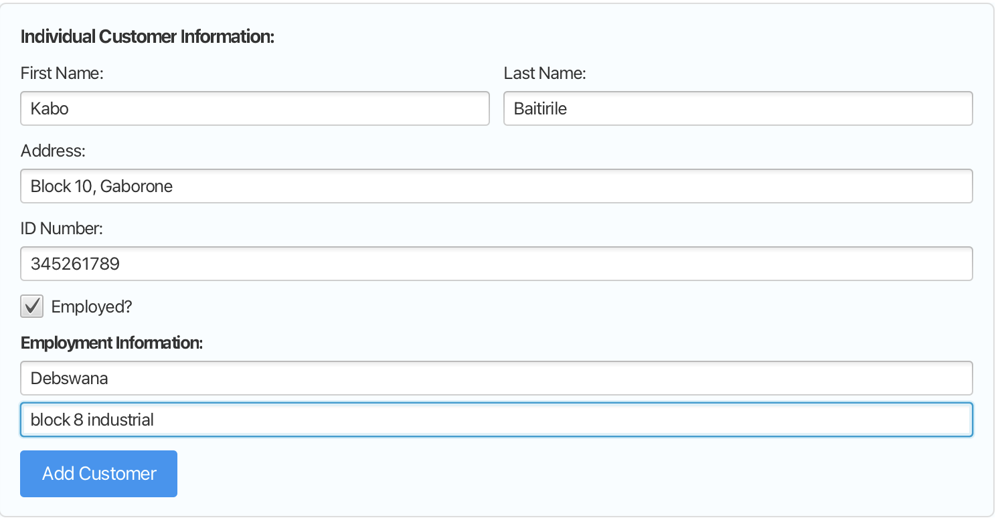 Individual Customer Information:
First Name:
Last Name:
Kabo
Baitirile
Address:
Block 10, Gaborone
ID Number:
345261789
Employed?
Employment Information:
Debswana
block 8 industrial
Add Customer